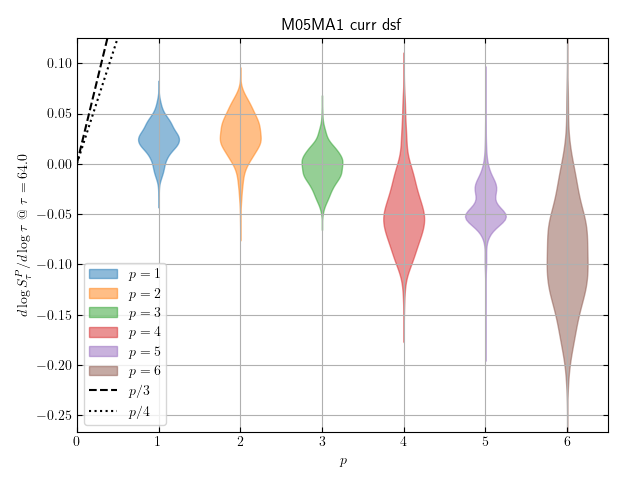 M05MA1 curr dsf
d log S_τ^P / d log τ @ τ = 64.0
0.10
0.05
0.00
−0.05
−0.10
−0.15
−0.20
−0.25
p = 1
p = 2
p = 3
p = 4
p = 5
p = 6
p/3
p/4
0 1 2 3 4 5 6
p